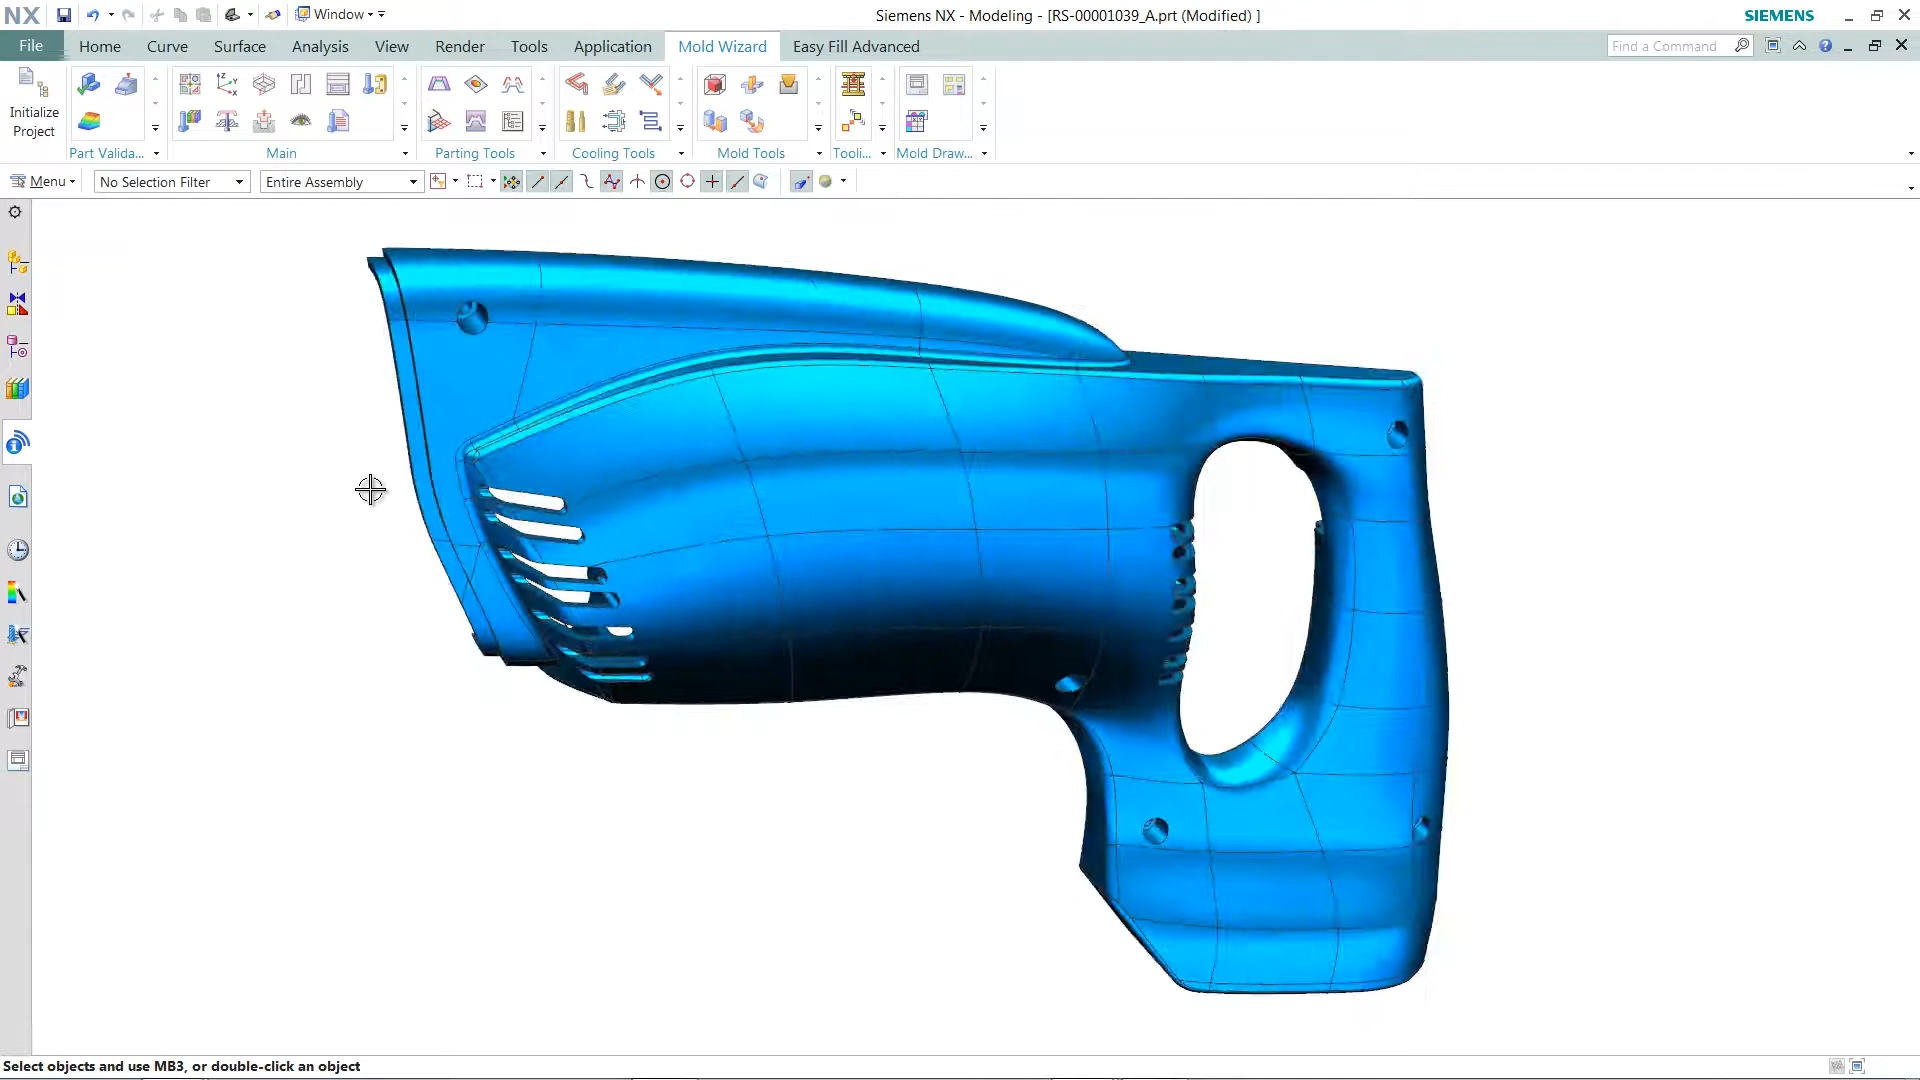 NX Window Siemens NX - Modeling - [RS-00001039_A.prt (Modified) ] SIEMENS
File Home Curve Surface Analysis View Render Tools Application Mold Wizard Easy Fill Advanced Find a Command
Initialize
Project
Part Valida... Main Parting Tools Cooling Tools Mold Tools Tooli... Mold Draw...
Menu No Selection Filter Entire Assembly
Select objects and use MB3, or double-click an object